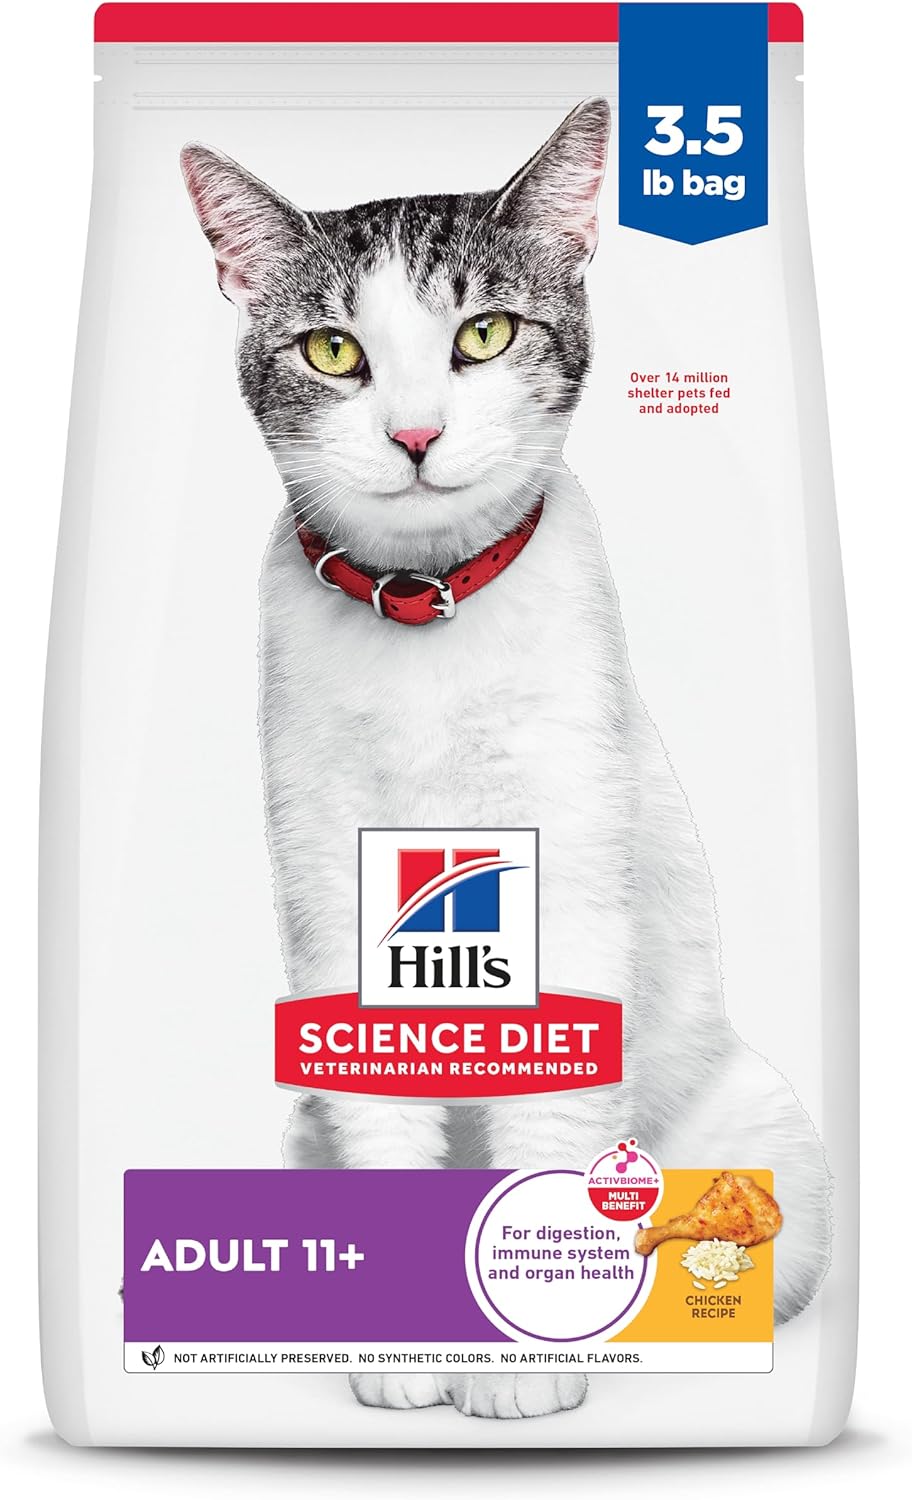 3.5
lb bag
Over 14 million
shelter pets fed
and adopted
Hill's
SCIENCE DIET
VETERINARIAN RECOMMENDED
ACTIVBIOME+
MULTI
BENEFIT
ADULT 11+
For digestion,
immune system
and organ health
CHICKEN
RECIPE
NOT ARTIFICIALLY PRESERVED. NO SYNTHETIC COLORS. NO ARTIFICIAL FLAVORS.